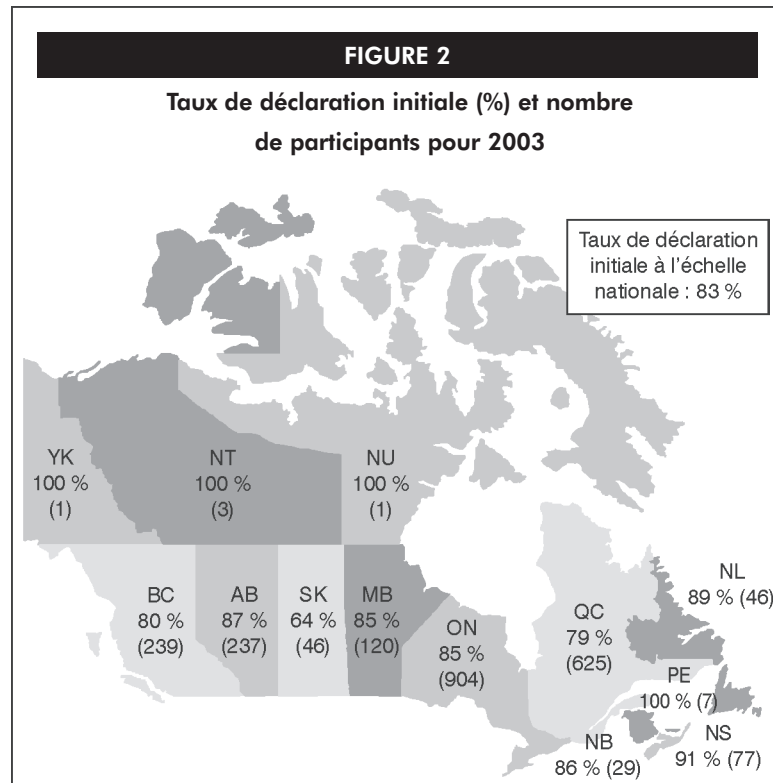 FIGURE 2
Taux de déclaration initiale (%) et nombre
de participants pour 2003
Taux de déclaration
initiale à l'échelle
nationale : 83 %
YK
100 %
(1)
NT
100 %
(3)
NU
100 %
(1)
BC
80 %
(239)
AB
87 %
(237)
SK
64 %
(46)
MB
85 %
(120)
ON
85 %
(904)
QC
79 %
(625)
NL
89 % (46)
PE
100 % (7)
NB
86 % (29)
NS
91 % (77)